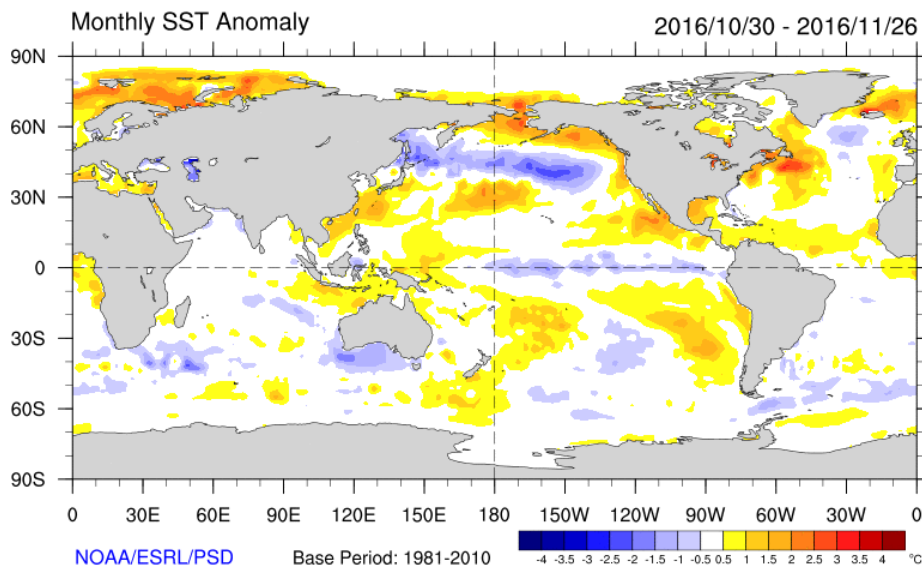 Monthly SST Anomaly 2016/10/30 - 2016/11/26
90N
60N
30N
0
30S
60S
90S
0 30E 60E 90E 120E 150E 180 150W 120W 90W 60W 30W 0
NOAA/ESRL/PSD Base Period: 1981-2010
-4 -3.5 -3 -2.5 -2 -1.5 -1 -0.5 0.5 1 1.5 2 2.5 3 3.5 4 °C